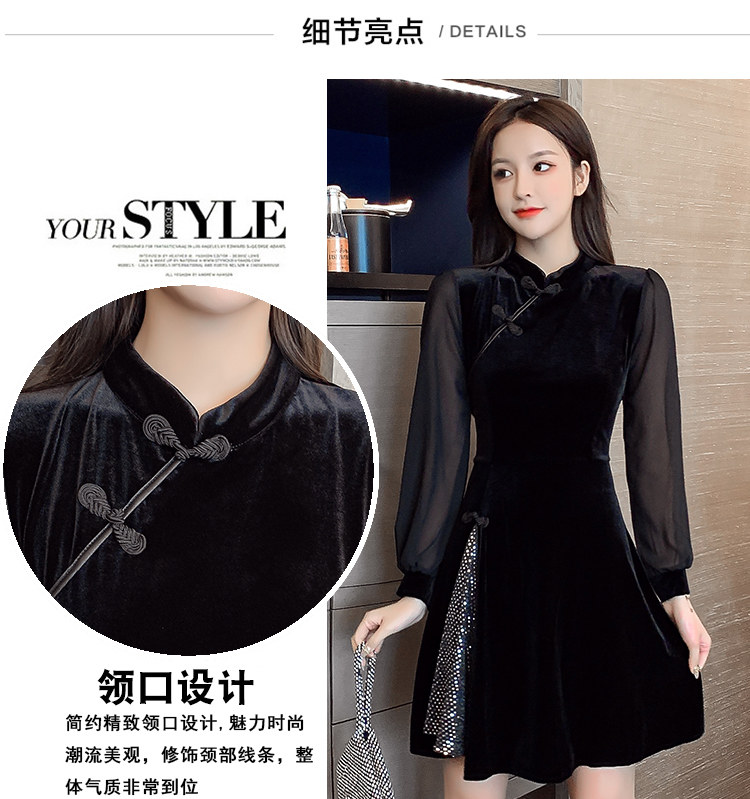 细节亮点 / DETAILS
YOUR STYLE
FOCUS
领口设计
简约精致领口设计, 魅力时尚
潮流美观，修饰颈部线条，整
体气质非常到位